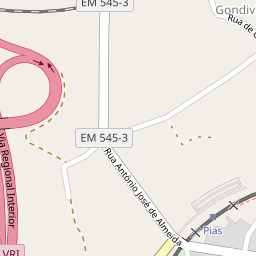 EM 545-3
Gondiv
Rua de G
EM 545-3
Via Regional Interior
Rua António José de Almeida
Pias
VRI